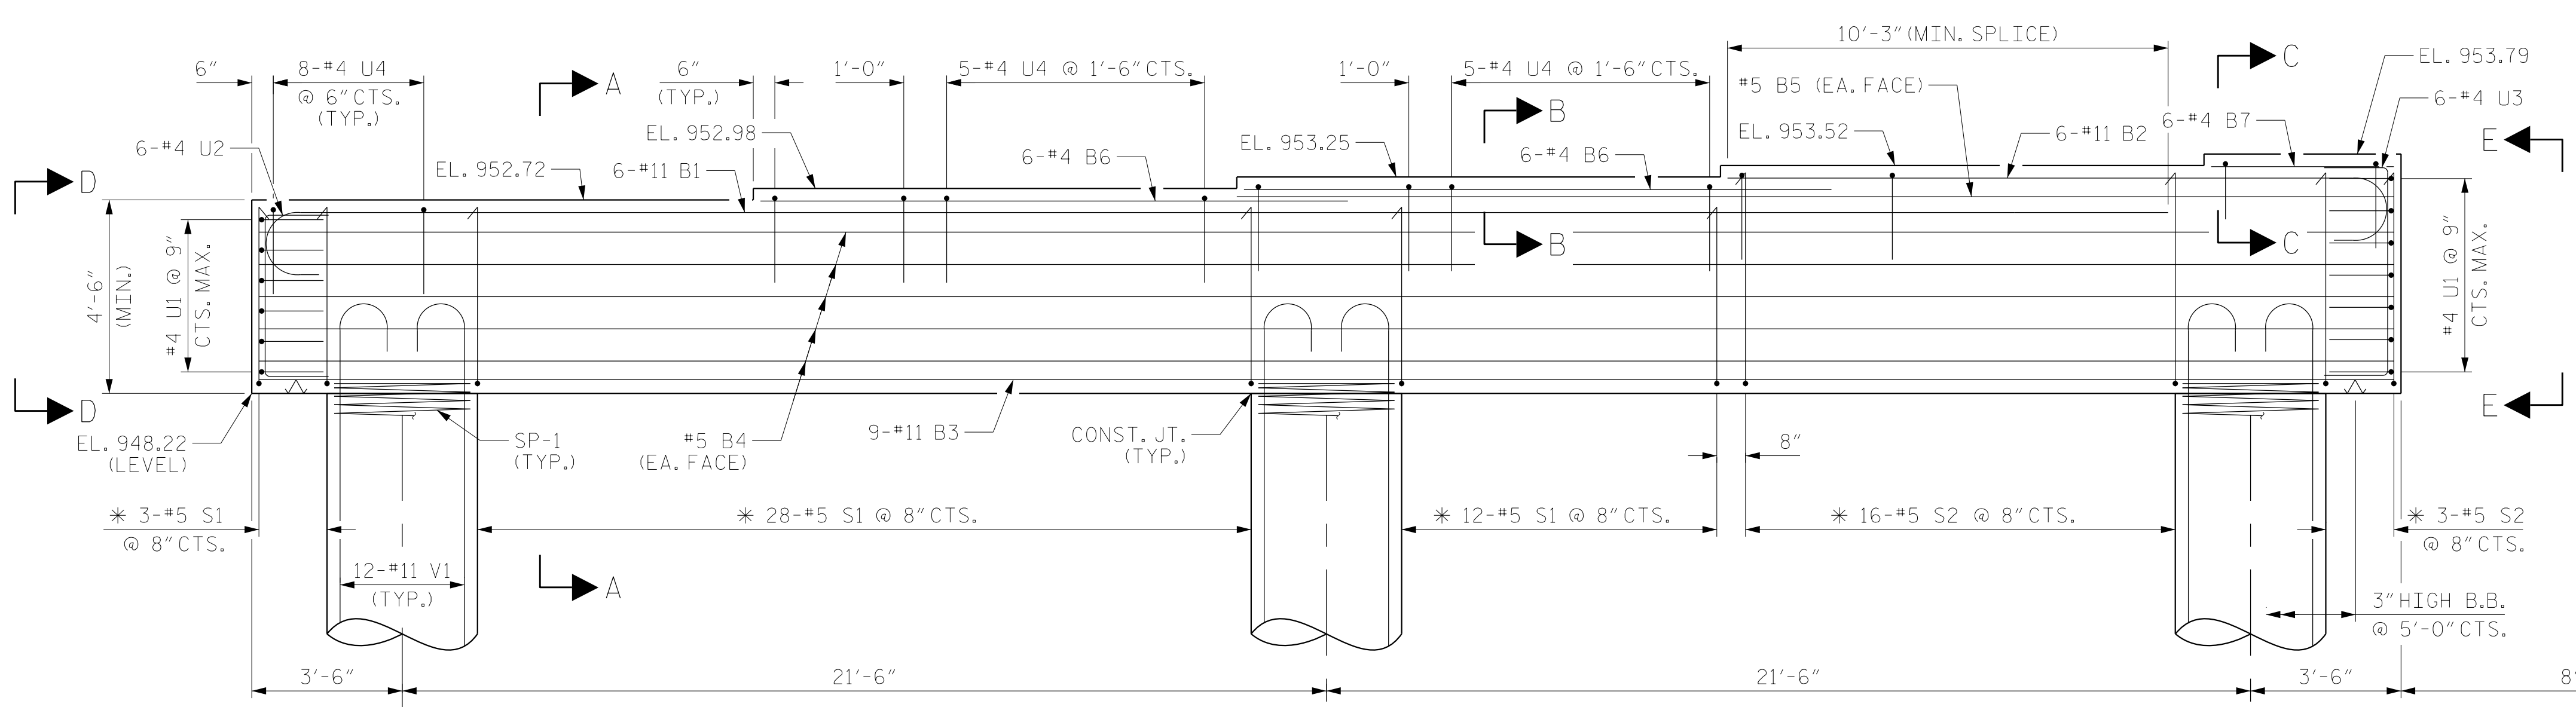 10'-3" (MIN. SPLICE)
6"
8-#4 U4
@ 6" CTS.
(TYP.)
A
6"
(TYP.)
1'-0"
5-#4 U4 @ 1'-6" CTS.
1'-0"
5-#4 U4 @ 1'-6" CTS.
#5 B5 (EA. FACE)
C
EL. 953.79
6-#4 U3
B
6-#4 U2
EL. 952.98
EL. 953.25
EL. 953.52
6-#4 B7
6-#11 B2
E
EL. 952.72
6-#11 B1
6-#4 B6
6-#4 B6
D
4'-6"
(MIN.)
#4 U1 @ 9"
CTS. MAX.
B
C
#4 U1 @ 9"
CTS. MAX.
D
E
EL. 948.22
(LEVEL)
SP-1
(TYP.)
#5 B4
(EA. FACE)
9-#11 B3
CONST. JT.
(TYP.)
8"
✳ 3-#5 S1
@ 8" CTS.
✳ 28-#5 S1 @ 8" CTS.
✳ 12-#5 S1 @ 8" CTS.
✳ 16-#5 S2 @ 8" CTS.
✳ 3-#5 S2
@ 8" CTS.
12-#11 V1
(TYP.)
A
3" HIGH B.B.
@ 5'-0" CTS.
3'-6"
21'-6"
21'-6"
3'-6"